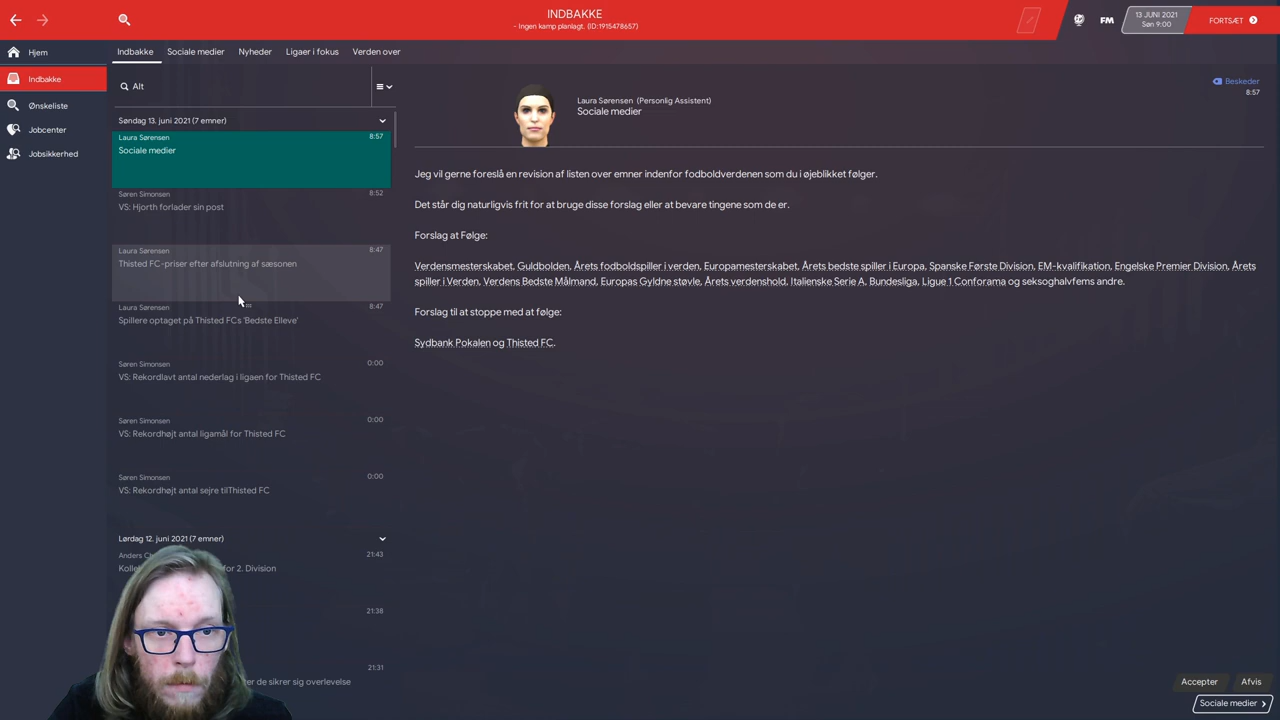 INDBAKKE
- Ingen kamp planlagt. (ID:1915478657)
FM
13 JUNI 2021
Søn 9:00
FORTSÆT
Hjem
Indbakke
Ønskeliste
Jobcenter
Jobsikkerhed
Indbakke
Sociale medier
Nyheder
Ligaer i fokus
Verden over
Alt
Søndag 13. juni 2021 (7 emner)
Laura Sørensen 8:57
Sociale medier
Søren Simonsen 8:52
VS: Hjorth forlader sin post
Laura Sørensen 8:47
Thisted FC-priser efter afslutning af sæsonen
Laura Sørensen 8:47
Spillere optaget på Thisted FCs 'Bedste Elleve'
Søren Simonsen 0:00
VS: Rekordlavt antal nederlag i ligaen for Thisted FC
Søren Simonsen 0:00
VS: Rekordhøjt antal ligamål for Thisted FC
Søren Simonsen 0:00
VS: Rekordhøjt antal sejre tilThisted FC
Lørdag 12. juni 2021 (7 emner)
Anders 21:43
for 2. Division
21:38
21:31
de sikrer sig overlevelse
Beskeder
8:57
Laura Sørensen (Personlig Assistent)
Sociale medier
Jeg vil gerne foreslå en revision af listen over emner indenfor fodboldverdenen som du i øjeblikket følger.
Det står dig naturligvis frit for at bruge disse forslag eller at bevare tingene som de er.
Forslag at Følge:
Verdensmesterskabet, Guldbolden, Årets fodboldspiller i verden, Europamesterskabet, Årets bedste spiller i Europa, Spanske Første Division, EM-kvalifikation, Engelske Premier Division, Årets
spiller i Verden, Verdens Bedste Målmand, Europas Gyldne støvle, Årets verdenshold, Italienske Serie A, Bundesliga, Ligue 1 Conforama og seksoghalvfems andre.
Forslag til at stoppe med at følge:
Sydbank Pokalen og Thisted FC.
Accepter
Afvis
Sociale medier